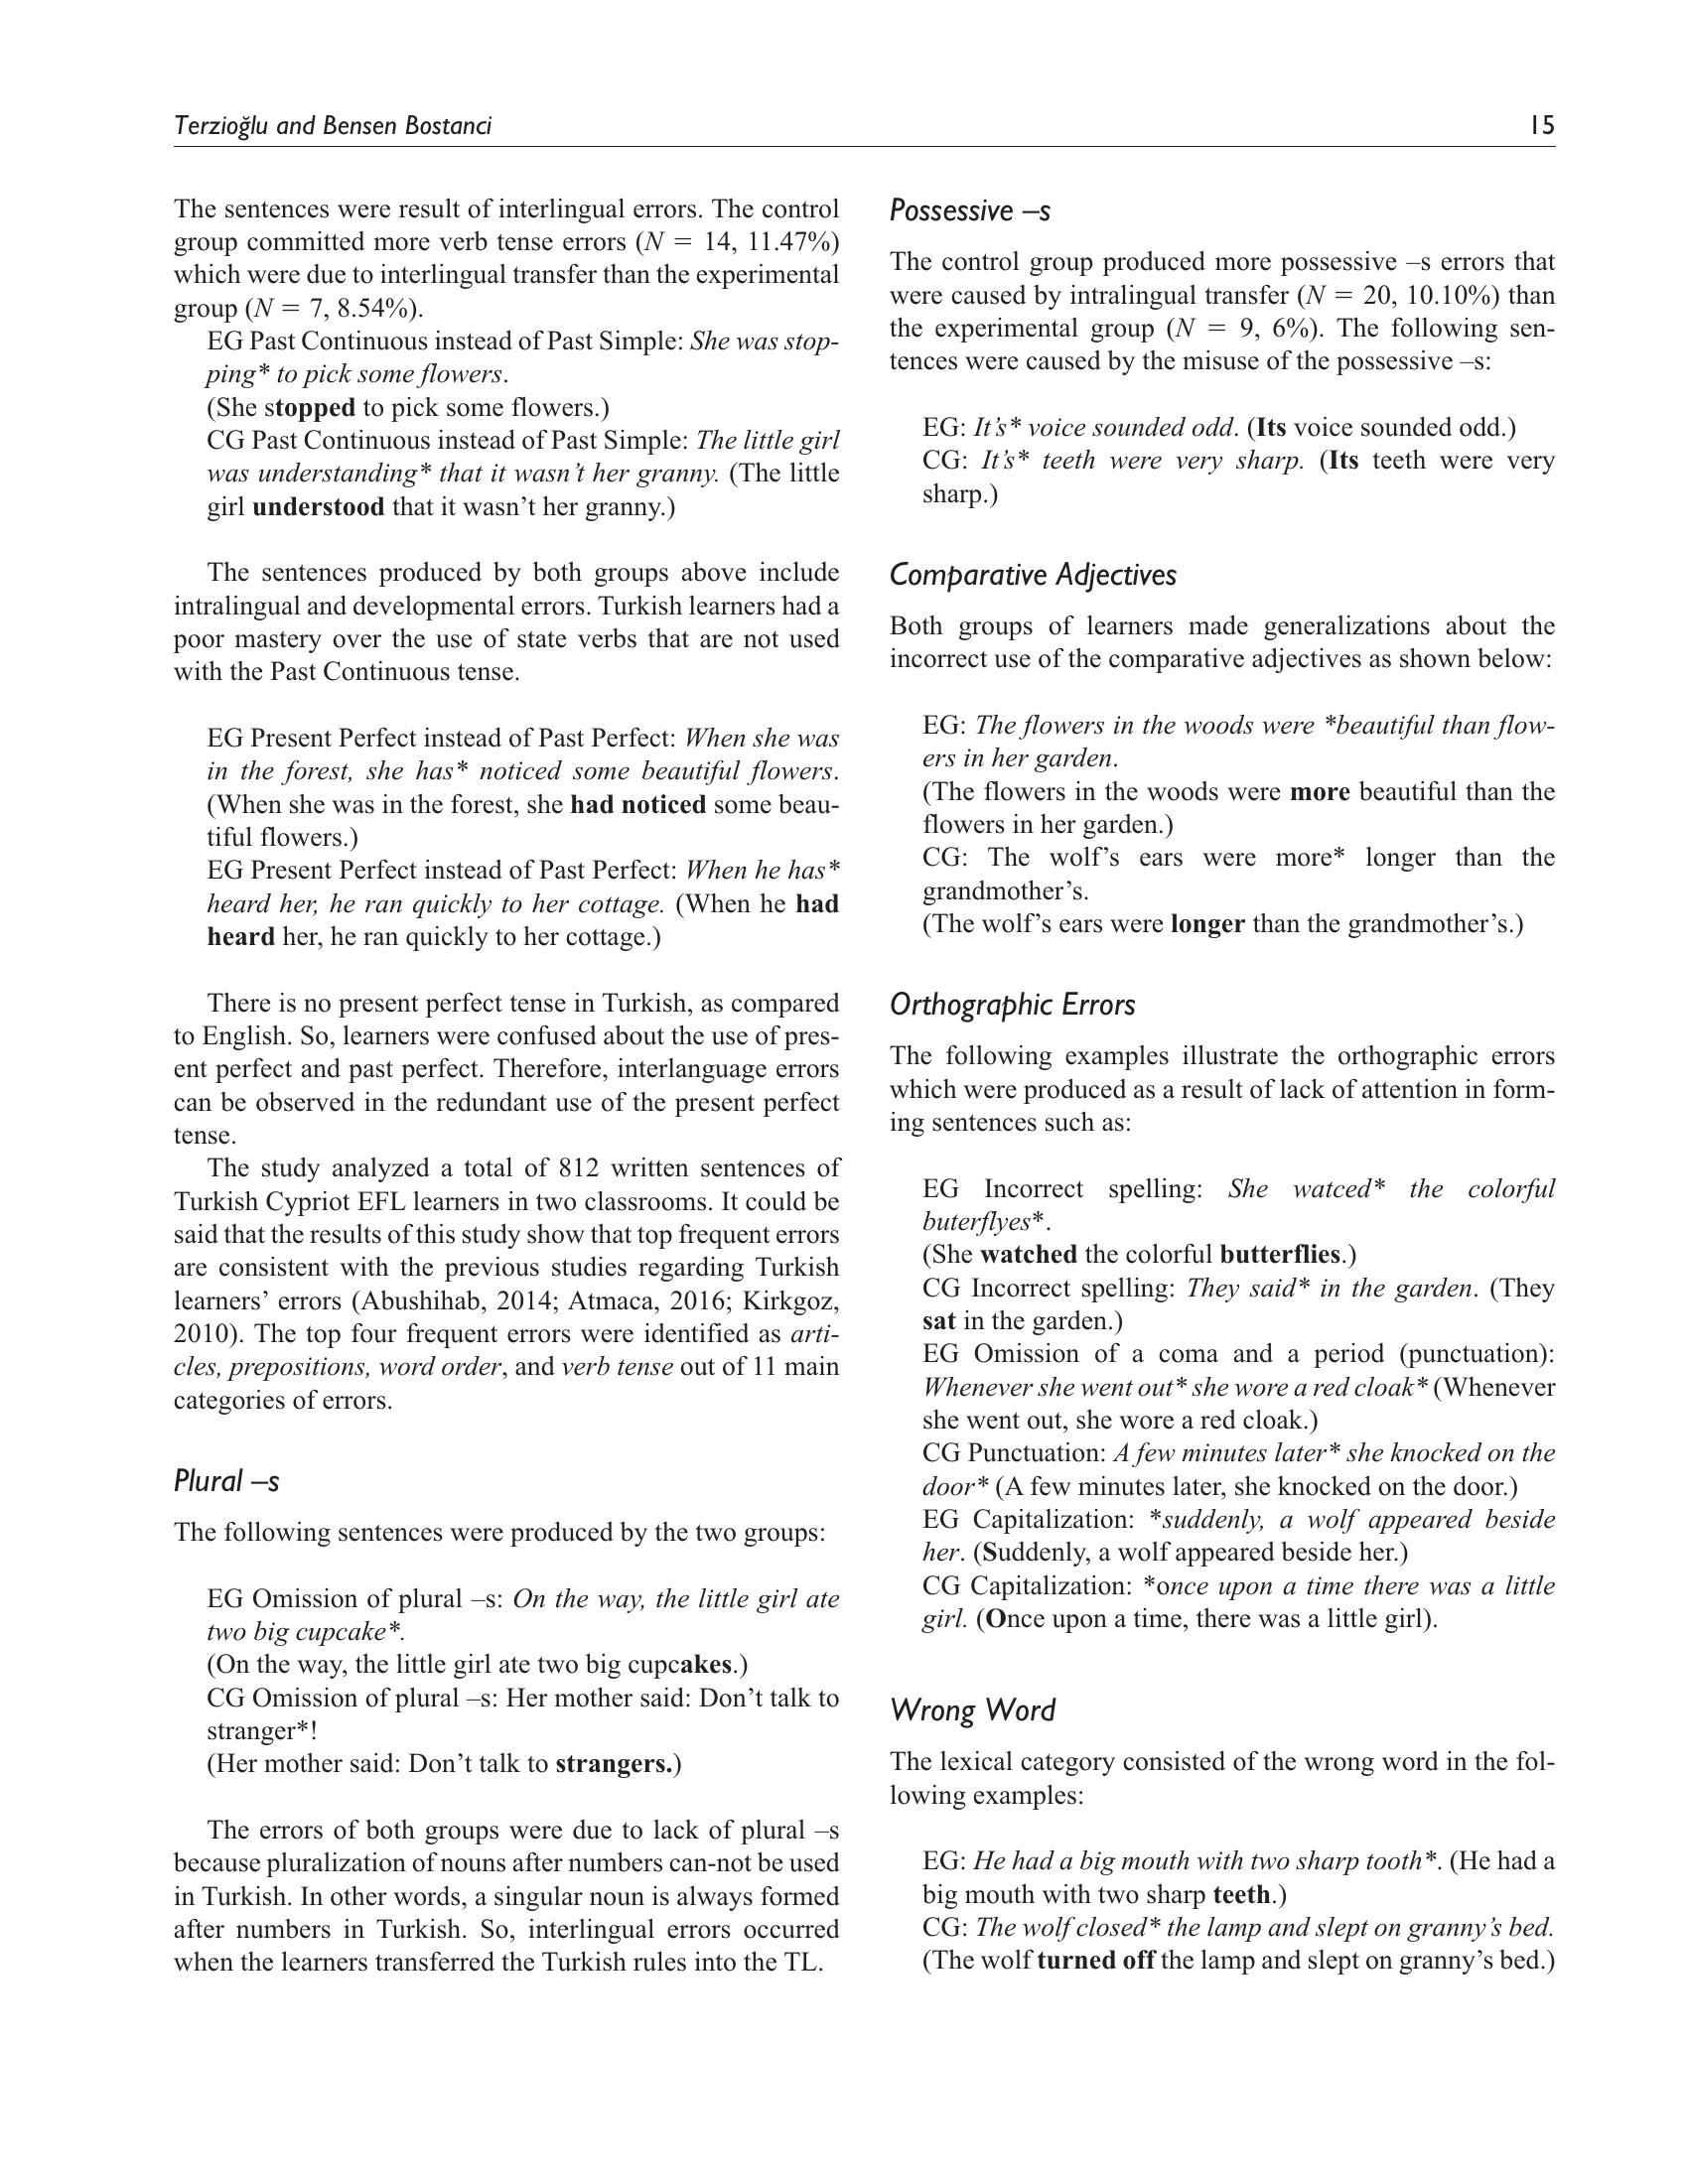 Terzioğlu and Bensen Bostanci 15
The sentences were result of interlingual errors. The control
group committed more verb tense errors (N = 14, 11.47%)
which were due to interlingual transfer than the experimental
group (N = 7, 8.54%).
EG Past Continuous instead of Past Simple: She was stop-
ping* to pick some flowers.
(She stopped to pick some flowers.)
CG Past Continuous instead of Past Simple: The little girl
was understanding* that it wasn’t her granny. (The little
girl understood that it wasn’t her granny.)
The sentences produced by both groups above include
intralingual and developmental errors. Turkish learners had a
poor mastery over the use of state verbs that are not used
with the Past Continuous tense.
EG Present Perfect instead of Past Perfect: When she was
in the forest, she has* noticed some beautiful flowers.
(When she was in the forest, she had noticed some beau-
tiful flowers.)
EG Present Perfect instead of Past Perfect: When he has*
heard her, he ran quickly to her cottage. (When he had
heard her, he ran quickly to her cottage.)
There is no present perfect tense in Turkish, as compared
to English. So, learners were confused about the use of pres-
ent perfect and past perfect. Therefore, interlanguage errors
can be observed in the redundant use of the present perfect
tense.
The study analyzed a total of 812 written sentences of
Turkish Cypriot EFL learners in two classrooms. It could be
said that the results of this study show that top frequent errors
are consistent with the previous studies regarding Turkish
learners’ errors (Abushihab, 2014; Atmaca, 2016; Kirkgoz,
2010). The top four frequent errors were identified as arti-
cles, prepositions, word order, and verb tense out of 11 main
categories of errors.
Plural –s
The following sentences were produced by the two groups:
EG Omission of plural –s: On the way, the little girl ate
two big cupcake*.
(On the way, the little girl ate two big cupcakes.)
CG Omission of plural –s: Her mother said: Don’t talk to
stranger*!
(Her mother said: Don’t talk to strangers.)
The errors of both groups were due to lack of plural –s
because pluralization of nouns after numbers can-not be used
in Turkish. In other words, a singular noun is always formed
after numbers in Turkish. So, interlingual errors occurred
when the learners transferred the Turkish rules into the TL.
Possessive –s
The control group produced more possessive –s errors that
were caused by intralingual transfer (N = 20, 10.10%) than
the experimental group (N = 9, 6%). The following sen-
tences were caused by the misuse of the possessive –s:
EG: It’s* voice sounded odd. (Its voice sounded odd.)
CG: It’s* teeth were very sharp. (Its teeth were very
sharp.)
Comparative Adjectives
Both groups of learners made generalizations about the
incorrect use of the comparative adjectives as shown below:
EG: The flowers in the woods were *beautiful than flow-
ers in her garden.
(The flowers in the woods were more beautiful than the
flowers in her garden.)
CG: The wolf’s ears were more* longer than the
grandmother’s.
(The wolf’s ears were longer than the grandmother’s.)
Orthographic Errors
The following examples illustrate the orthographic errors
which were produced as a result of lack of attention in form-
ing sentences such as:
EG Incorrect spelling: She watced* the colorful
buterflyes*.
(She watched the colorful butterflies.)
CG Incorrect spelling: They said* in the garden. (They
sat in the garden.)
EG Omission of a coma and a period (punctuation):
Whenever she went out* she wore a red cloak* (Whenever
she went out, she wore a red cloak.)
CG Punctuation: A few minutes later* she knocked on the
door* (A few minutes later, she knocked on the door.)
EG Capitalization: *suddenly, a wolf appeared beside
her. (Suddenly, a wolf appeared beside her.)
CG Capitalization: *once upon a time there was a little
girl. (Once upon a time, there was a little girl).
Wrong Word
The lexical category consisted of the wrong word in the fol-
lowing examples:
EG: He had a big mouth with two sharp tooth*. (He had a
big mouth with two sharp teeth.)
CG: The wolf closed* the lamp and slept on granny’s bed.
(The wolf turned off the lamp and slept on granny’s bed.)